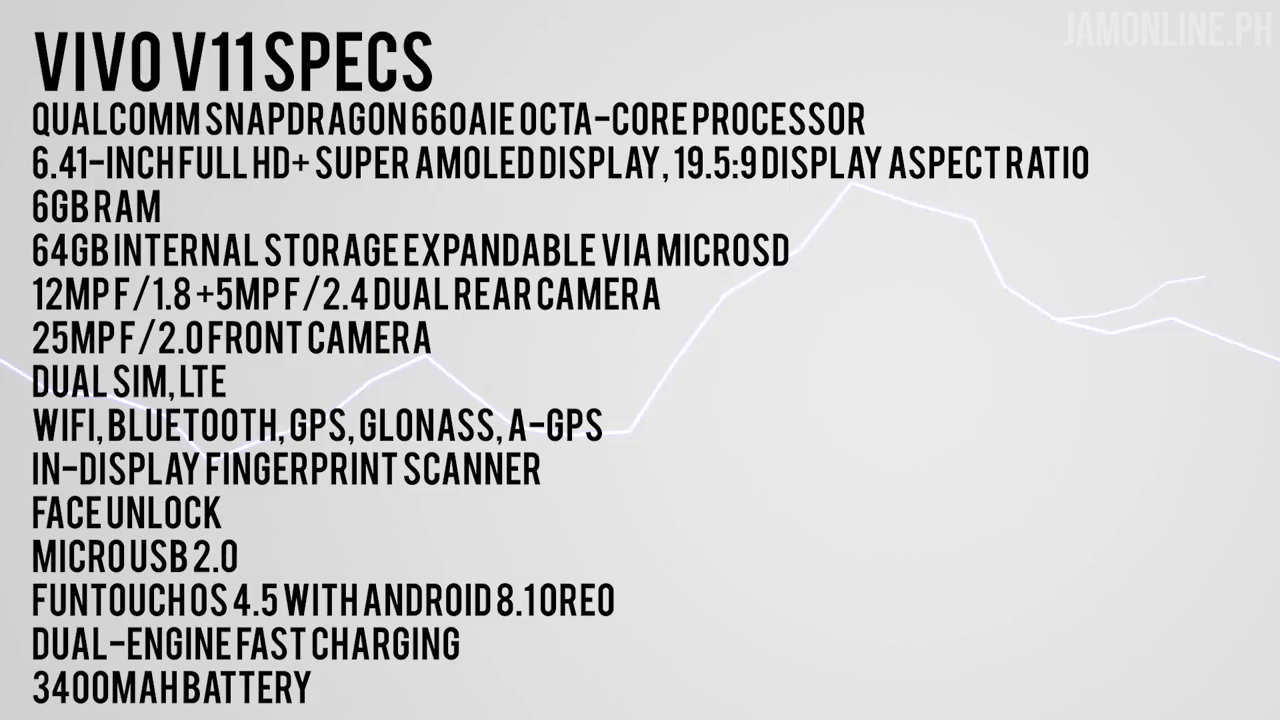 JAMONLINE.PH
VIVO V11 SPECS
QUALCOMM SNAPDRAGON 660AIE OCTA-CORE PROCESSOR
6.41-INCH FULL HD+ SUPER AMOLED DISPLAY, 19.5:9 DISPLAY ASPECT RATIO
6GB RAM
64GB INTERNAL STORAGE EXPANDABLE VIA MICROSD
12MP F/1.8 +5MP F/2.4 DUAL REAR CAMERA
25MP F/2.0 FRONT CAMERA
DUAL SIM, LTE
WIFI, BLUETOOTH, GPS, GLONASS, A-GPS
IN-DISPLAY FINGERPRINT SCANNER
FACE UNLOCK
MICROUSB 2.0
FUNTOUCH OS 4.5 WITH ANDROID 8.1 OREO
DUAL-ENGINE FAST CHARGING
3400MAH BATTERY